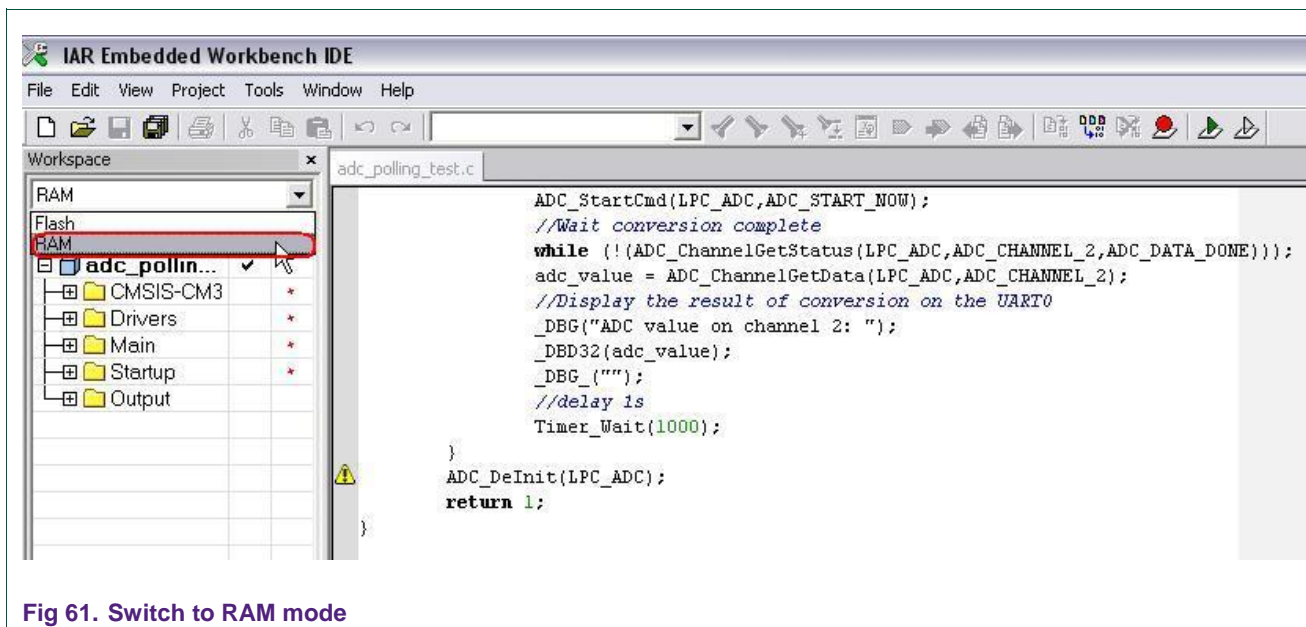 IAR Embedded Workbench IDE
File Edit View Project Tools Window Help
Workspace
RAM
Flash
RAM
adc_pollin...
CMSIS-CM3
Drivers
Main
Startup
Output
adc_polling_test.c
ADC_StartCmd(LPC_ADC,ADC_START_NOW);
//Wait conversion complete
while (!(ADC_ChannelGetStatus(LPC_ADC,ADC_CHANNEL_2,ADC_DATA_DONE)));
adc_value = ADC_ChannelGetData(LPC_ADC,ADC_CHANNEL_2);
//Display the result of conversion on the UART0
_DBG("ADC value on channel 2: ");
_DBD32(adc_value);
_DBG_("");
//delay 1s
Timer_Wait(1000);
}
ADC_DeInit(LPC_ADC);
return 1;
}
Fig 61. Switch to RAM mode